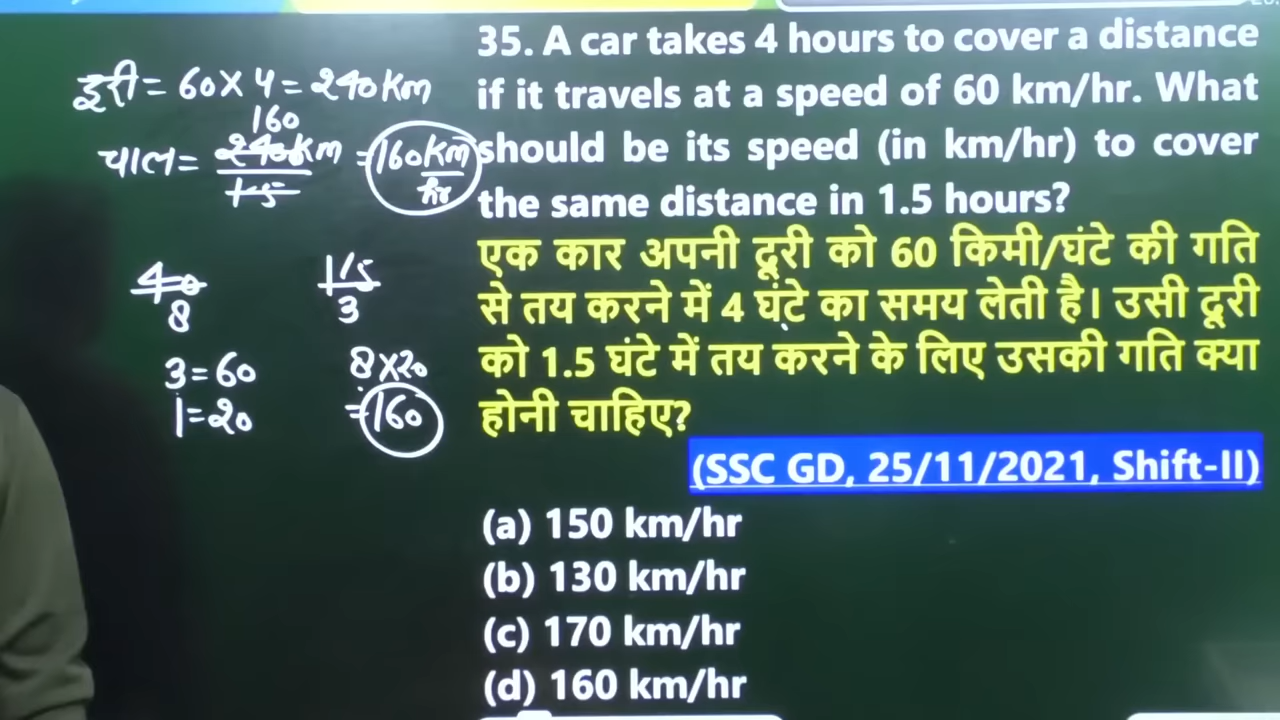 35. A car takes 4 hours to cover a distance
if it travels at a speed of 60 km/hr. What
should be its speed (in km/hr) to cover
the same distance in 1.5 hours?
एक कार अपनी दूरी को 60 किमी/घंटे की गति
से तय करने में 4 घंटे का समय लेती है। उसी दूरी
को 1.5 घंटे में तय करने के लिए उसकी गति क्या
होनी चाहिए?
(SSC GD, 25/11/2021, Shift-II)
(a) 150 km/hr
(b) 130 km/hr
(c) 170 km/hr
(d) 160 km/hr
दूरी = 60 X 4 = 240 Km
160
चाल = 240Km = 160 Km
1.5 hr
40 1.5
8 3
3 = 60 8 X 20
1 = 20 = 160